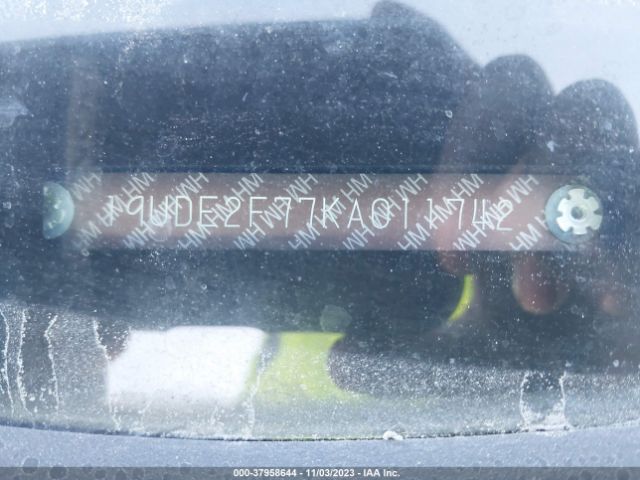 19UDE2F77KA011742
000-37958644 - 11/03/2023 - IAA Inc.